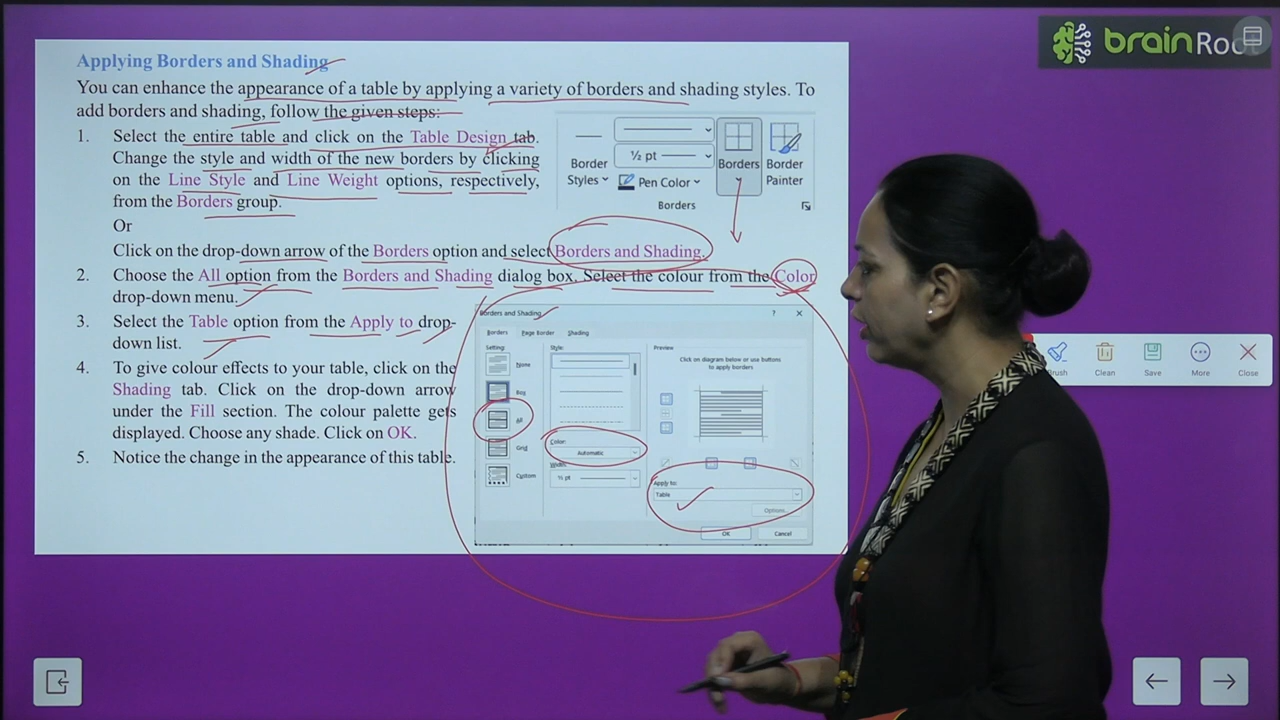 brainRoo
Applying Borders and Shading
You can enhance the appearance of a table by applying a variety of borders and shading styles. To
add borders and shading, follow the given steps:
1. Select the entire table and click on the Table Design tab.
Change the style and width of the new borders by clicking
on the Line Style and Line Weight options, respectively,
from the Borders group.
Or
Click on the drop-down arrow of the Borders option and select Borders and Shading.
2. Choose the All option from the Borders and Shading dialog box. Select the colour from the Color
drop-down menu.
3. Select the Table option from the Apply to drop-
down list.
4. To give colour effects to your table, click on the
Shading tab. Click on the drop-down arrow
under the Fill section. The colour palette gets
displayed. Choose any shade. Click on OK.
5. Notice the change in the appearance of this table.
Border
Styles
½ pt
Pen Color
Borders
Border
Painter
Borders
Borders and Shading
? ×
Borders Page Border Shading
Setting:
None
Box
All
Grid
Custom
Style:
Color:
Automatic
Width:
½ pt
Preview
Click on diagram below or use buttons
to apply borders
Apply to:
Table
Options...
OK Cancel
rush Clean Save More Close